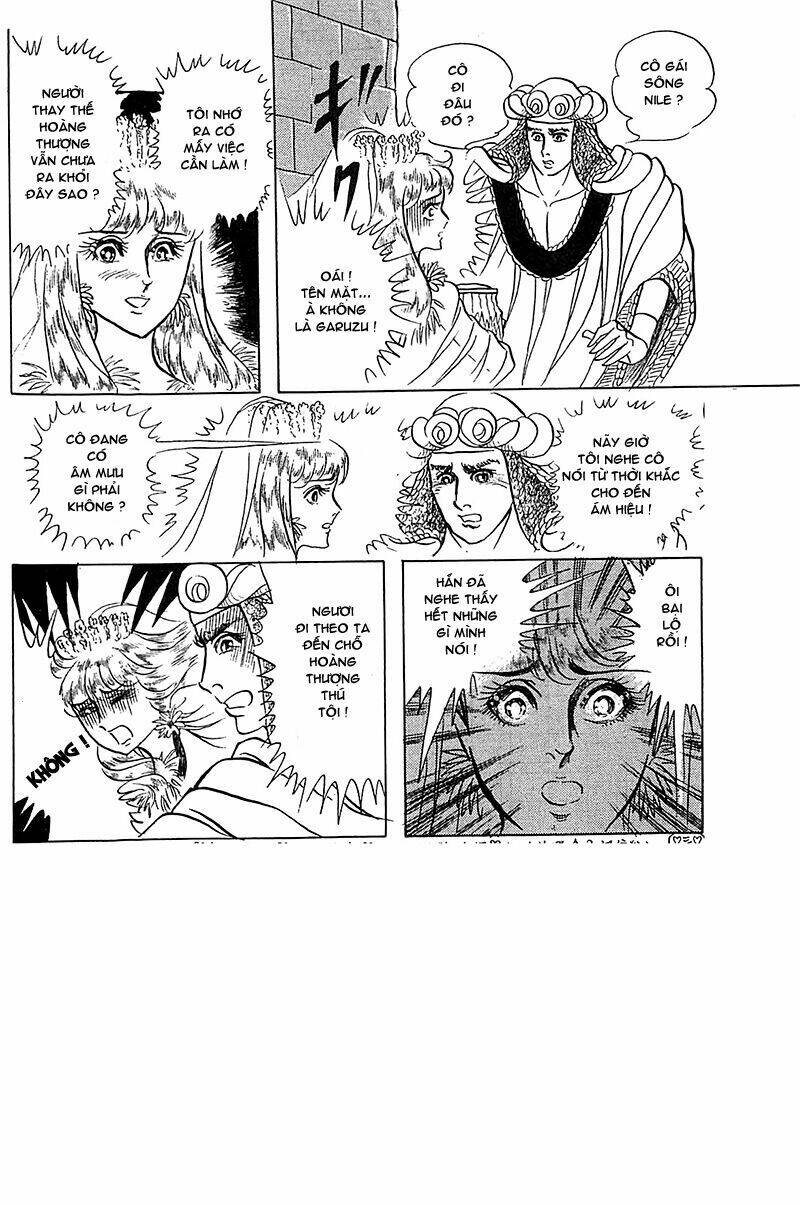 CÔ GÁI
SÔNG
NILE ?
CÔ
ĐI
ĐÂU
ĐÓ ?
ギク
OÁI !
TÊN MẶT...
À KHÔNG
LÀ GARUZU !
TÔI NHỚ
RA CÓ
MẤY VIỆC
CẦN LÀM !
NGƯỜI
THAY THẾ
HOÀNG
THƯỢNG
VẪN CHƯA
RA KHỎI
ĐÂY SAO ?
NÃY GIỜ
TÔI NGHE CÔ
NÓI TỪ THỜI KHẮC
CHO ĐẾN
ÁM HIỆU !
CÔ ĐANG
CÓ
ÂM MƯU
GÌ PHẢI
KHÔNG ?
ÔI
BẠI
LỘ
RỒI !
HẮN ĐÃ
NGHE THẤY
HẾT NHỮNG
GÌ MÌNH
NÓI !
NGƯƠI
ĐI THEO TA
ĐẾN CHỖ
HOÀNG
THƯỢNG
THÚ
TỘI !
KHÔNG !